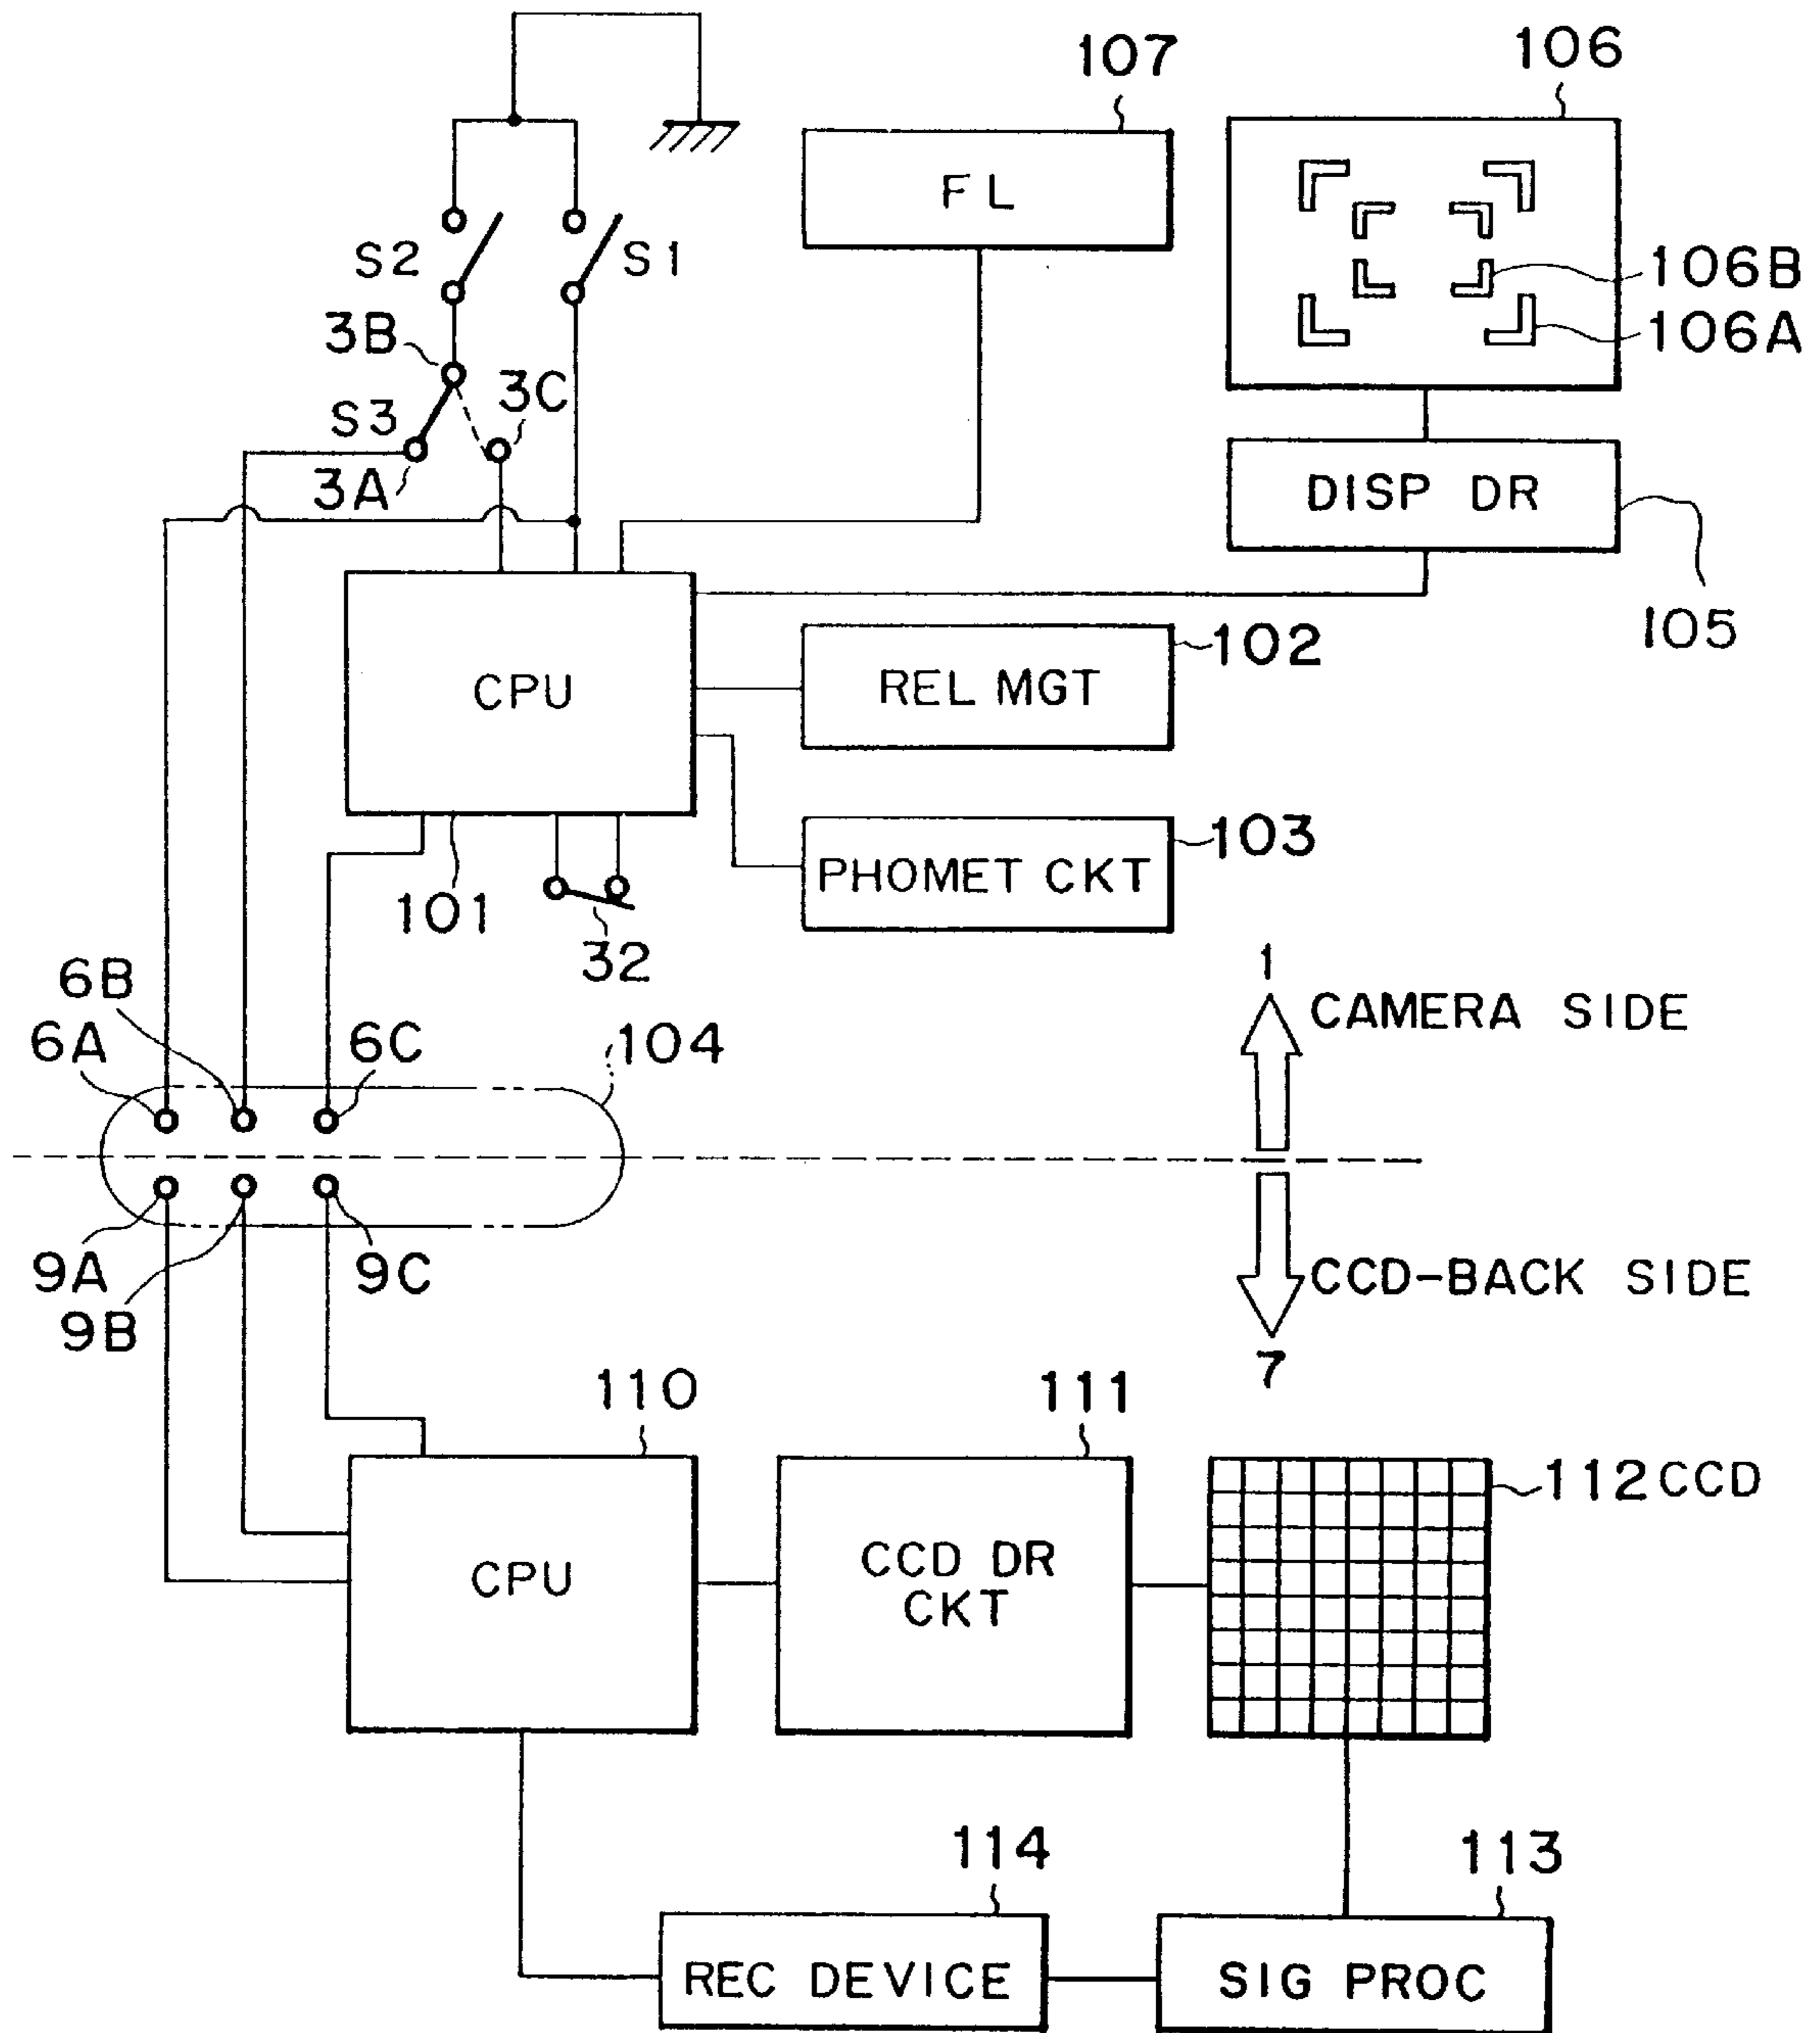 107
106
FL
S2
S1
106B
106A
3B
3C
S3
3A
DISP DR
105
CPU
102
REL MGT
103
PHOMET CKT
101
32
6B
6A
6C
104
1
CAMERA SIDE
9A
9B
9C
CCD-BACK SIDE
7
110
111
112 CCD
CPU
CCD DR
CKT
114
113
REC DEVICE
SIG PROC